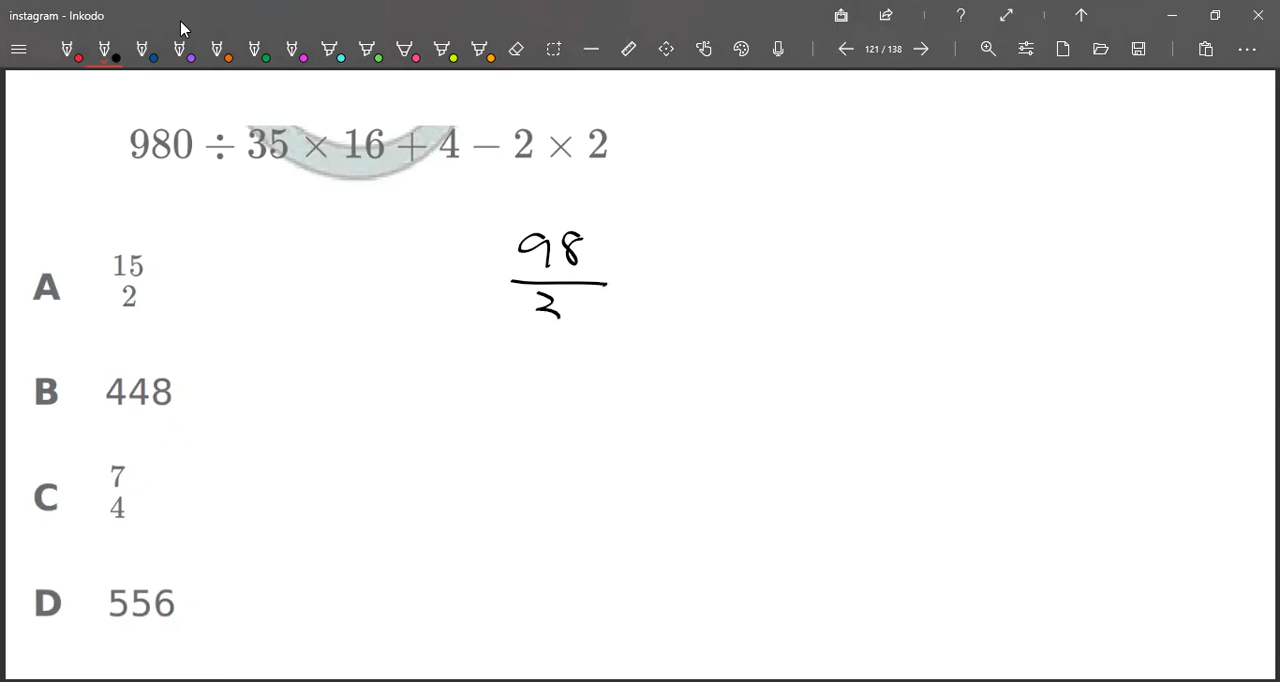 instagram - Inkodo
121 / 138
980 ÷ 35 × 16 + 4 − 2 × 2
98
2
A 15
2
B 448
C 7
4
D 556